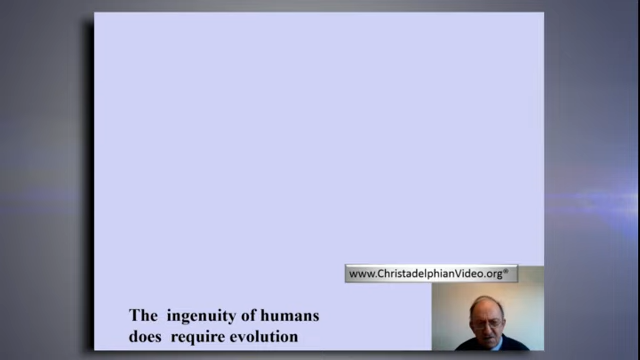 www.ChristadelphianVideo.org®
The ingenuity of humans
does require evolution